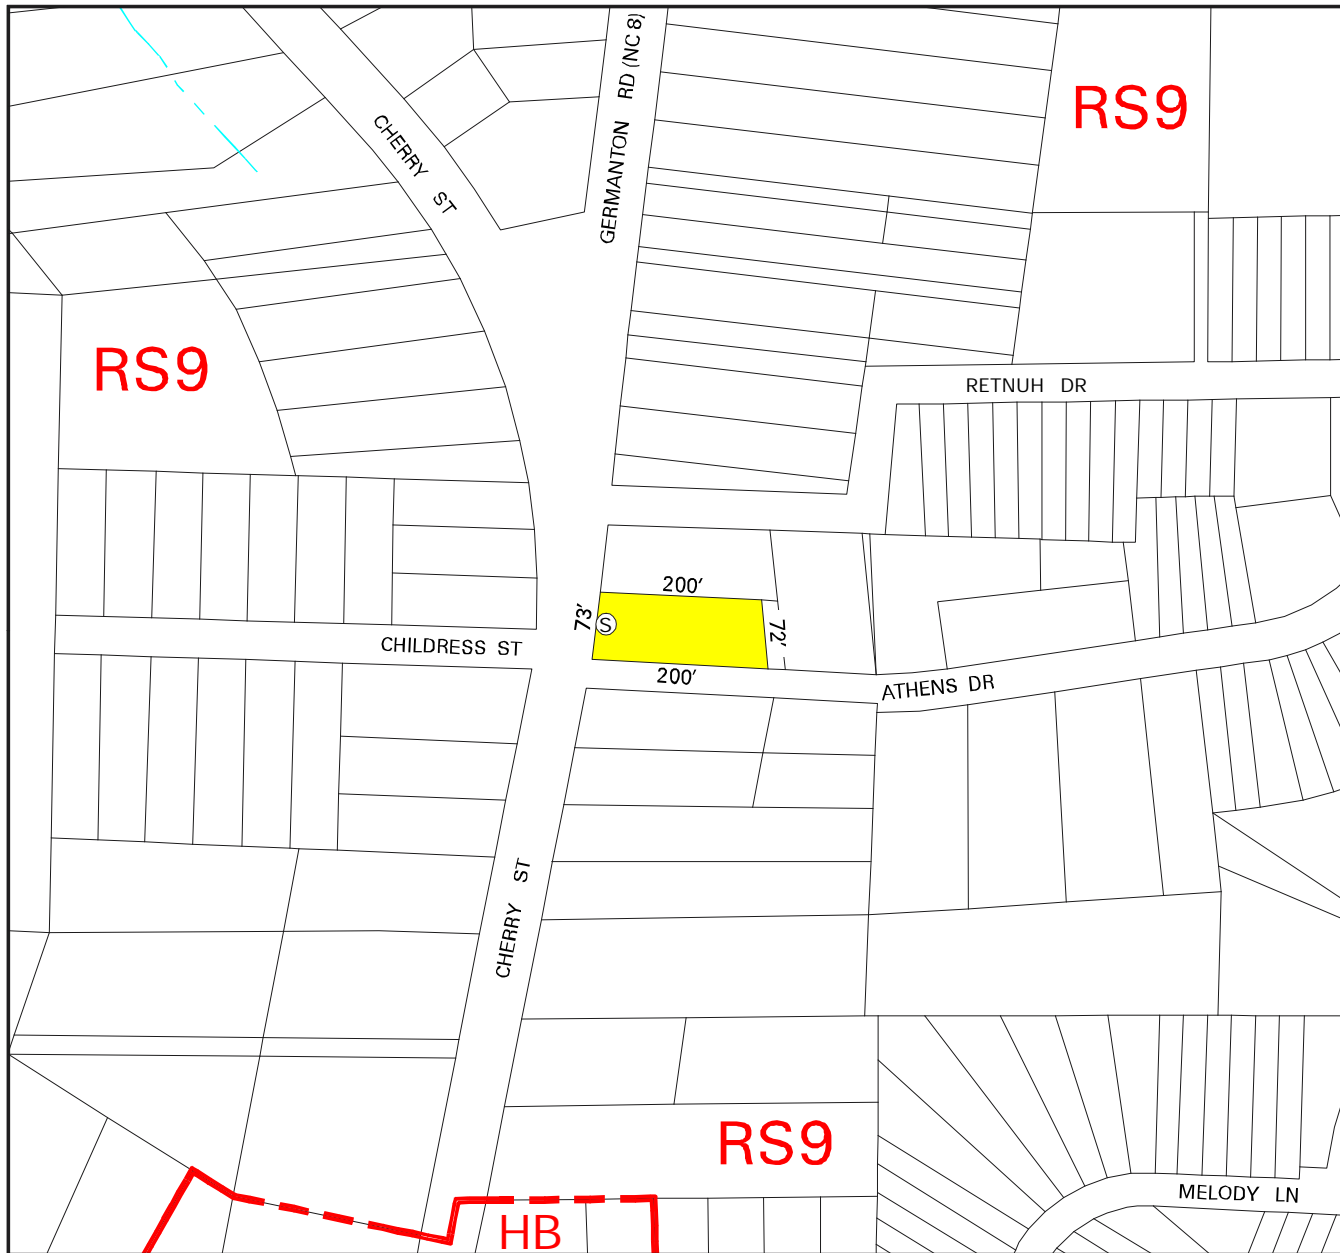 GERMANTON RD (NC 8)
RS9
CHERRY ST
RS9
RETNUH DR
200'
73'
S
72'
CHILDRESS ST
200'
ATHENS DR
CHERRY ST
RS9
MELODY LN
HB